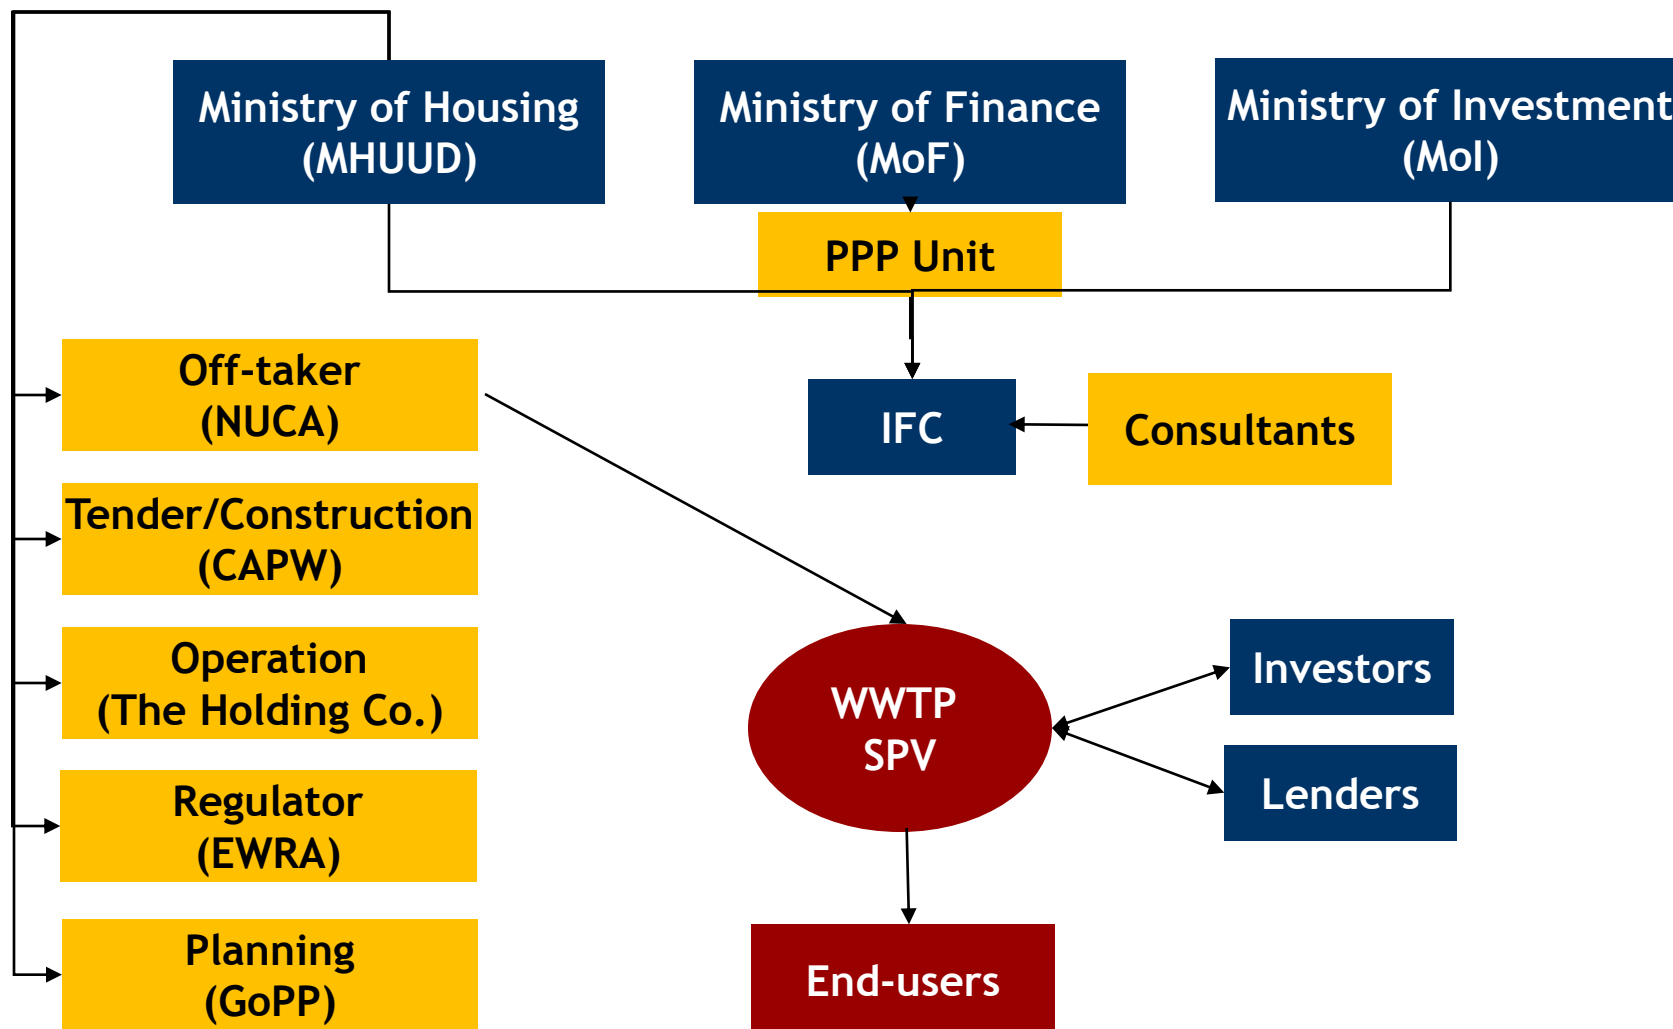 Ministry of Housing
(MHUUD)
Ministry of Finance
(MoF)
Ministry of Investment
(MoI)
PPP Unit
Off-taker
(NUCA)
IFC
Consultants
Tender/Construction
(CAPW)
Operation
(The Holding Co.)
WWTP
SPV
Investors
Lenders
Regulator
(EWRA)
Planning
(GoPP)
End-users